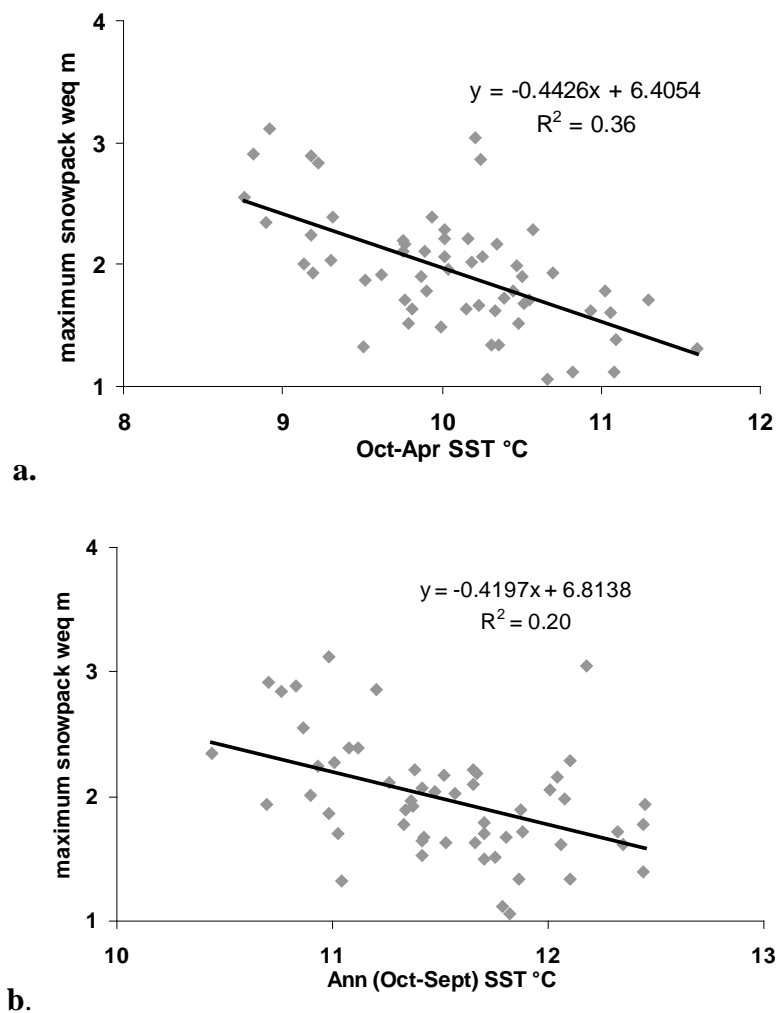 4
y = -0.4426x + 6.4054
R² = 0.36
3
maximum snowpack weq m
2
1
8
9
10
11
12
Oct-Apr SST °C
a.
4
y = -0.4197x + 6.8138
R² = 0.20
3
maximum snowpack weq m
2
1
10
11
12
13
Ann (Oct-Sept) SST °C
b.